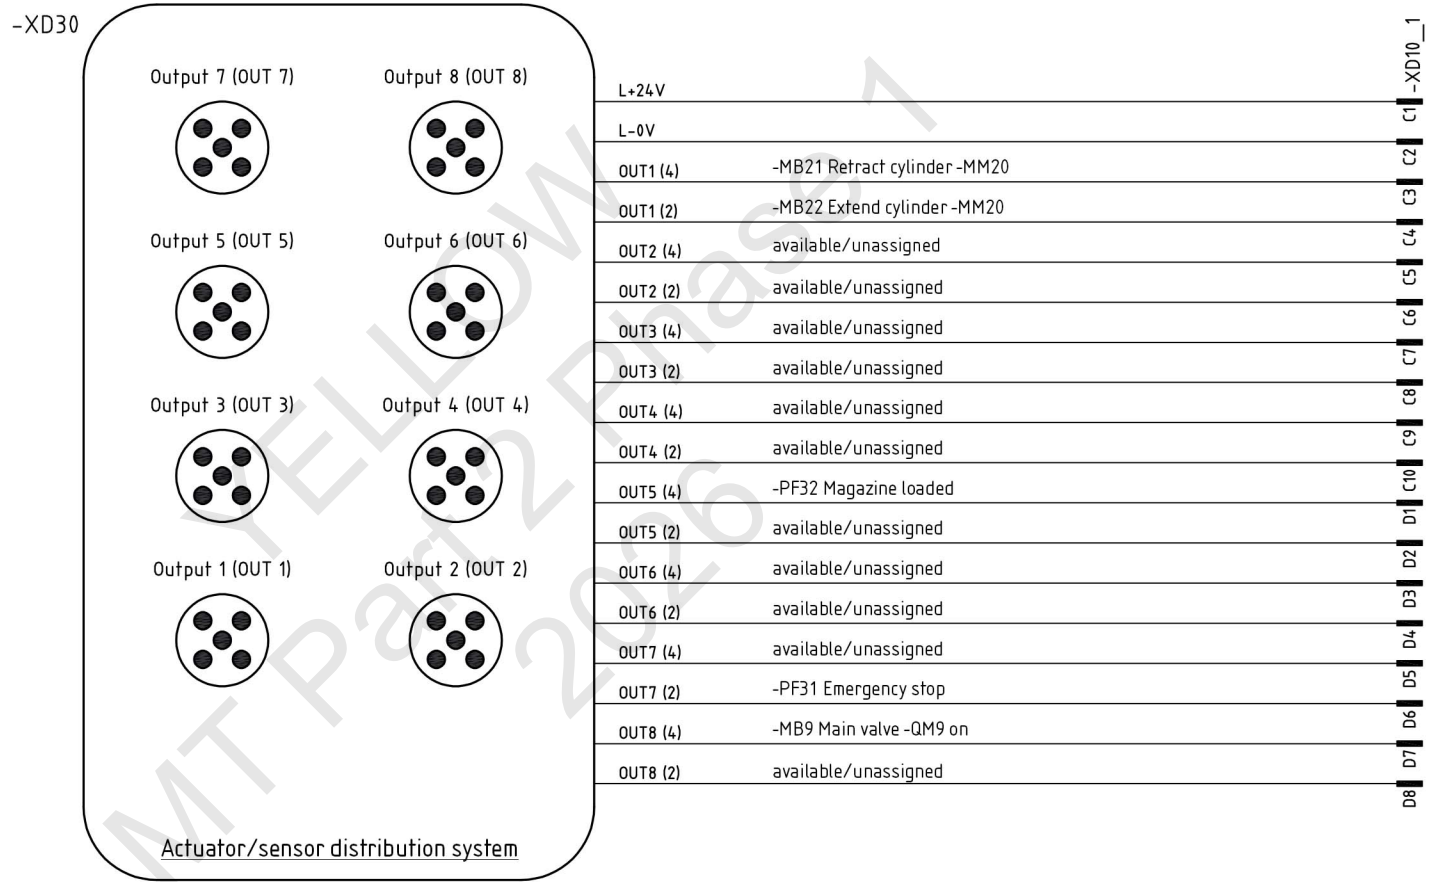 -XD30
Output 7 (OUT 7)
Output 8 (OUT 8)
Output 5 (OUT 5)
Output 6 (OUT 6)
Output 3 (OUT 3)
Output 4 (OUT 4)
Output 1 (OUT 1)
Output 2 (OUT 2)
Actuator/sensor distribution system
-XD10__1
L+24V C1
L-0V C2
OUT1 (4) -MB21 Retract cylinder -MM20 C3
OUT1 (2) -MB22 Extend cylinder -MM20 C4
OUT2 (4) available/unassigned C5
OUT2 (2) available/unassigned C6
OUT3 (4) available/unassigned C7
OUT3 (2) available/unassigned C8
OUT4 (4) available/unassigned C9
OUT4 (2) available/unassigned C10
OUT5 (4) -PF32 Magazine loaded D1
OUT5 (2) available/unassigned D2
OUT6 (4) available/unassigned D3
OUT6 (2) available/unassigned D4
OUT7 (4) available/unassigned D5
OUT7 (2) -PF31 Emergency stop D6
OUT8 (4) -MB9 Main valve -QM9 on D7
OUT8 (2) available/unassigned D8
YELLOW
MT Part 2 Phase 1
2026